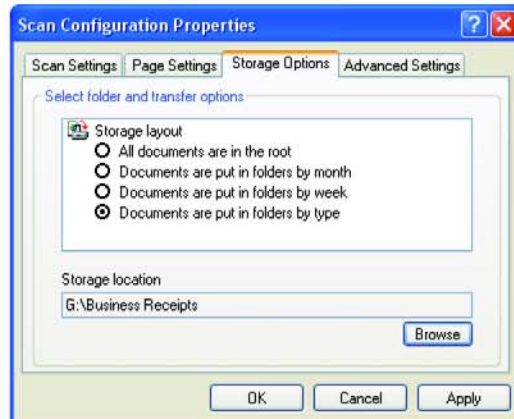 Scan Configuration Properties
Scan Settings Page Settings Storage Options Advanced Settings
Select folder and transfer options
Storage layout
All documents are in the root
Documents are put in folders by month
Documents are put in folders by week
Documents are put in folders by type
Storage location
G:\Business Receipts
Browse
OK Cancel Apply